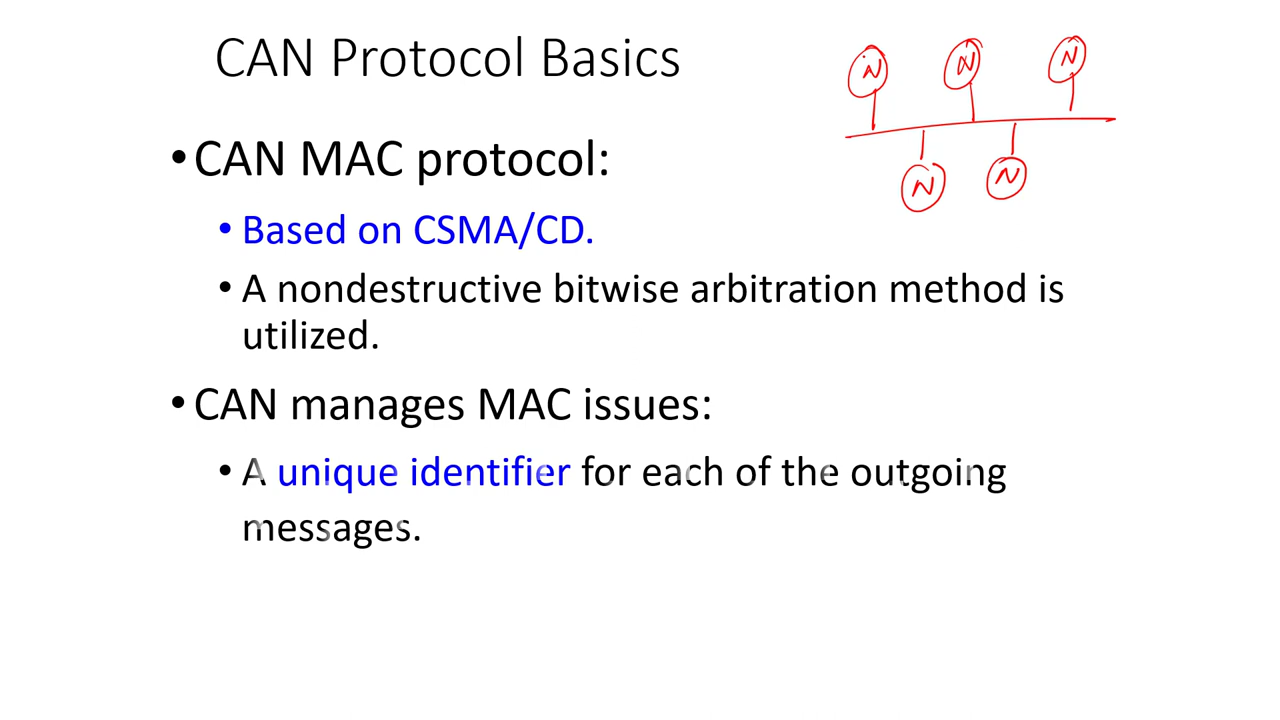 CAN Protocol Basics
N N N
N N
•CAN MAC protocol:
• Based on CSMA/CD.
• A nondestructive bitwise arbitration method is
utilized.
•CAN manages MAC issues:
• A unique identifier for each of the outgoing
messages.